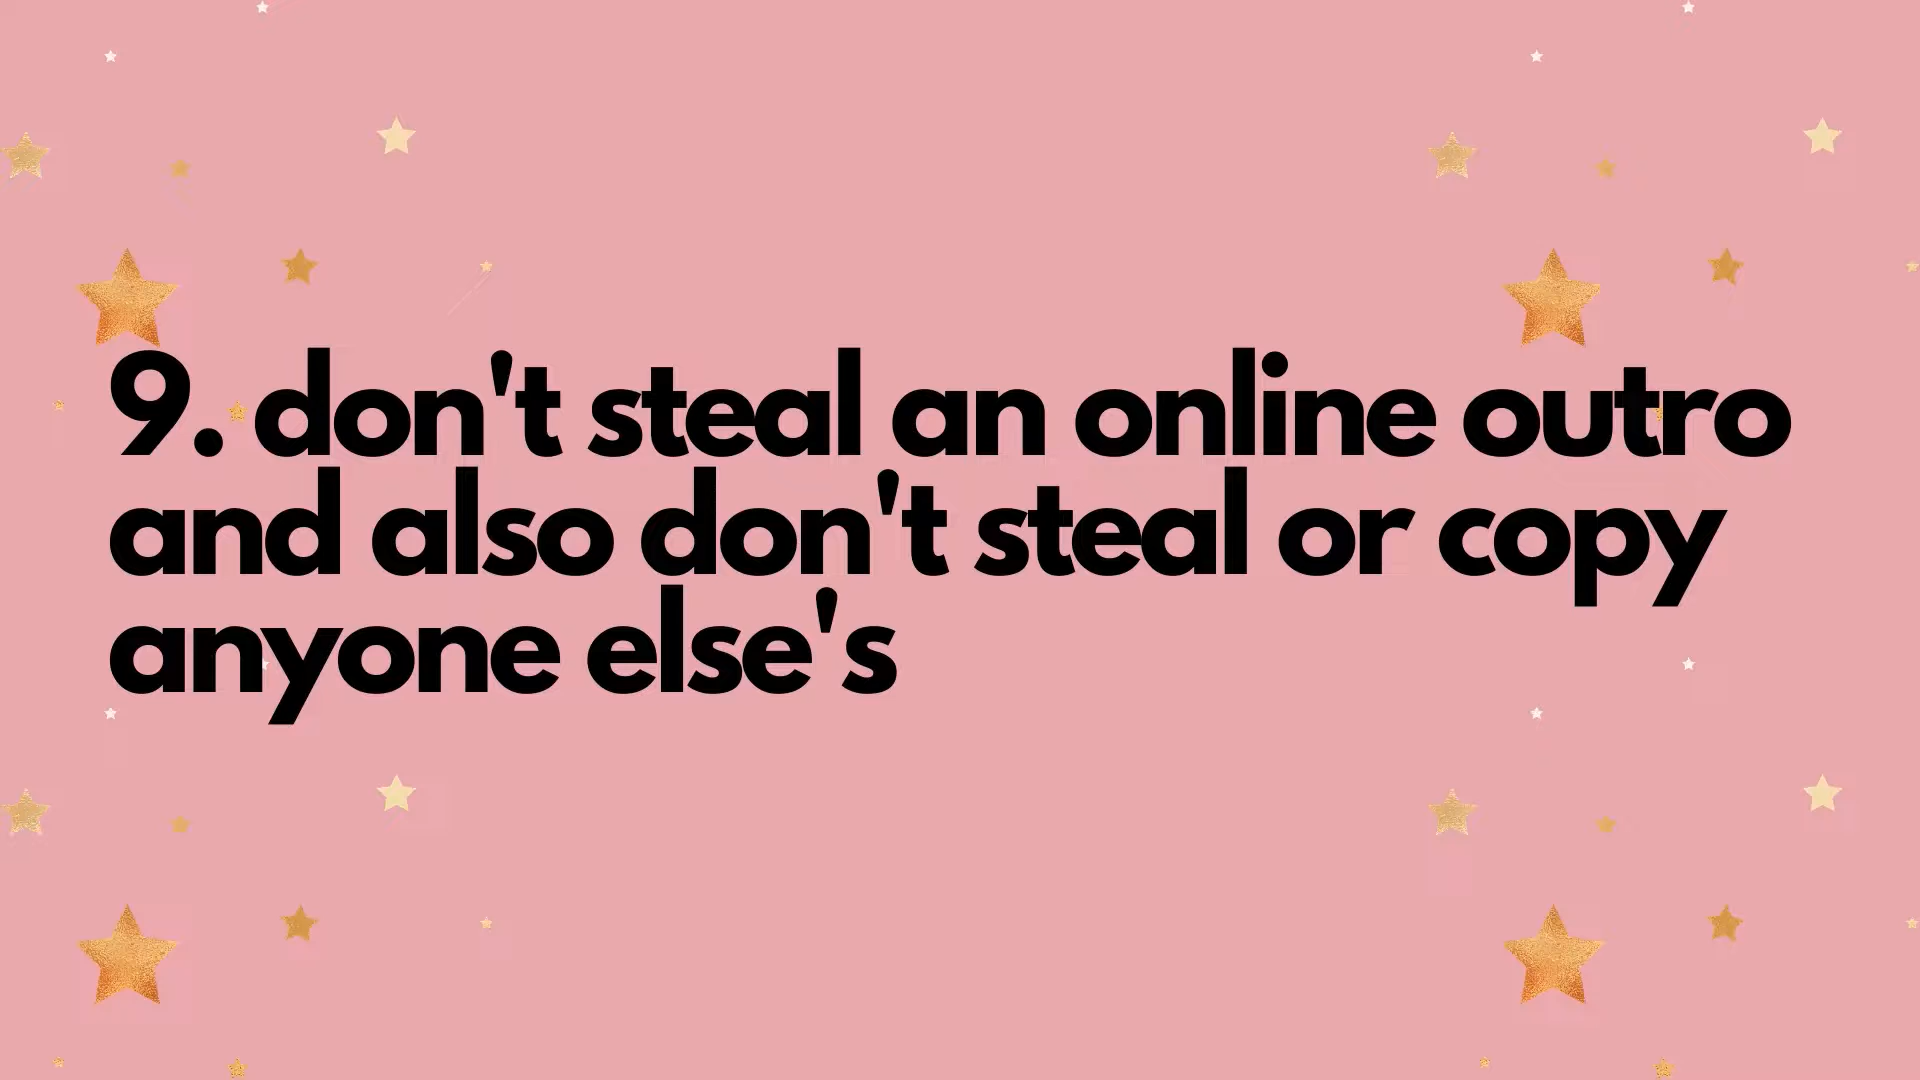 9. don't steal an online outro
and also don't steal or copy
anyone else's